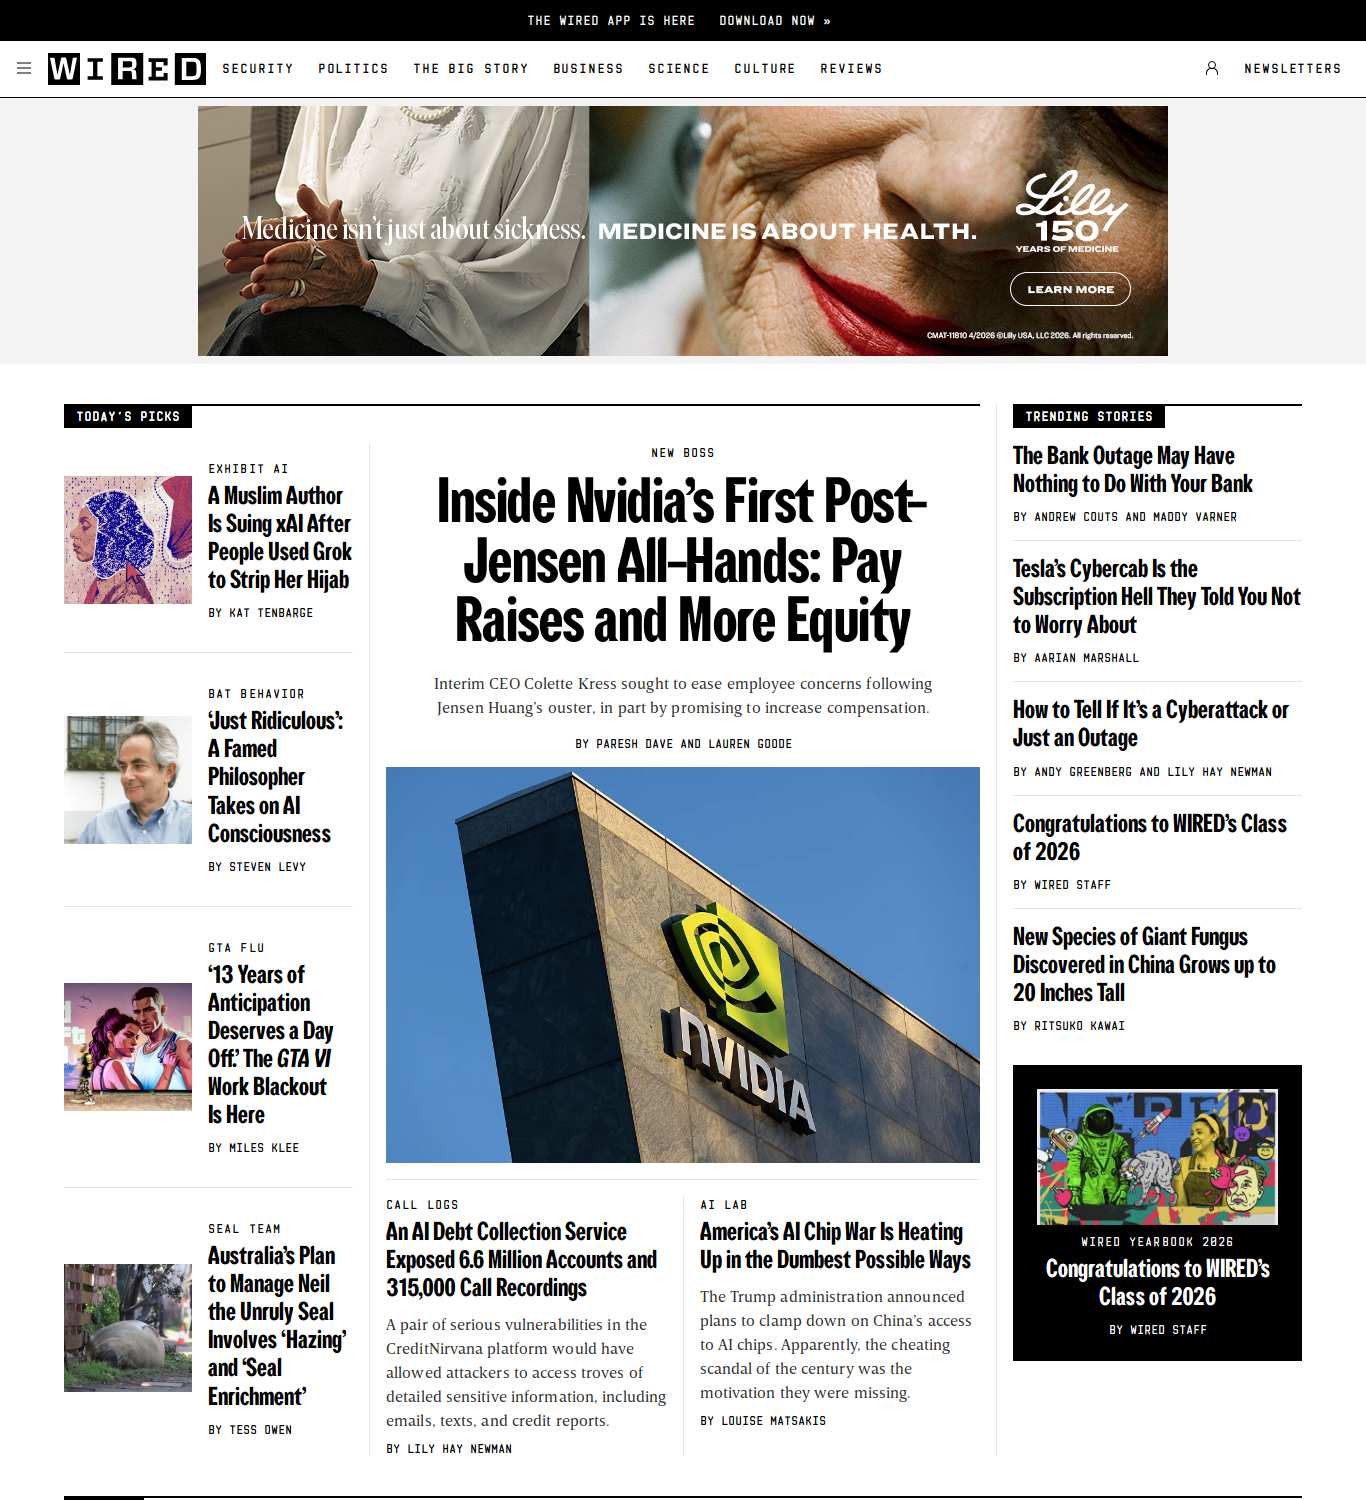 THE WIRED APP IS HERE DOWNLOAD NOW »
WIRED SECURITY POLITICS THE BIG STORY BUSINESS SCIENCE CULTURE REVIEWS NEWSLETTERS
Medicine isn't just about sickness. MEDICINE IS ABOUT HEALTH.
Lilly
150
YEARS OF MEDICINE
LEARN MORE
CMAT-11810 4/2026 ©Lilly USA, LLC 2026. All rights reserved.
TODAY'S PICKS
EXHIBIT AI
A Muslim Author
Is Suing xAI After
People Used Grok
to Strip Her Hijab
BY KAT TENBARGE
BAT BEHAVIOR
‘Just Ridiculous’:
A Famed
Philosopher
Takes on AI
Consciousness
BY STEVEN LEVY
GTA FLU
‘13 Years of
Anticipation
Deserves a Day
Off.’ The GTA VI
Work Blackout
Is Here
BY MILES KLEE
SEAL TEAM
Australia’s Plan
to Manage Neil
the Unruly Seal
Involves ‘Hazing’
and ‘Seal
Enrichment’
BY TESS OWEN
NEW BOSS
Inside Nvidia’s First Post-
Jensen All-Hands: Pay
Raises and More Equity
Interim CEO Colette Kress sought to ease employee concerns following
Jensen Huang’s ouster, in part by promising to increase compensation.
BY PARESH DAVE AND LAUREN GOODE
NVIDIA
CALL LOGS
An AI Debt Collection Service
Exposed 6.6 Million Accounts and
315,000 Call Recordings
A pair of serious vulnerabilities in the
CreditNirvana platform would have
allowed attackers to access troves of
detailed sensitive information, including
emails, texts, and credit reports.
BY LILY HAY NEWMAN
AI LAB
America’s AI Chip War Is Heating
Up in the Dumbest Possible Ways
The Trump administration announced
plans to clamp down on China’s access
to AI chips. Apparently, the cheating
scandal of the century was the
motivation they were missing.
BY LOUISE MATSAKIS
TRENDING STORIES
The Bank Outage May Have
Nothing to Do With Your Bank
BY ANDREW COUTS AND MADDY VARNER
Tesla’s Cybercab Is the
Subscription Hell They Told You Not
to Worry About
BY AARIAN MARSHALL
How to Tell If It’s a Cyberattack or
Just an Outage
BY ANDY GREENBERG AND LILY HAY NEWMAN
Congratulations to WIRED’s Class
of 2026
BY WIRED STAFF
New Species of Giant Fungus
Discovered in China Grows up to
20 Inches Tall
BY RITSUKO KAWAI
WIRED
WIRED YEARBOOK 2026
Congratulations to WIRED’s
Class of 2026
BY WIRED STAFF